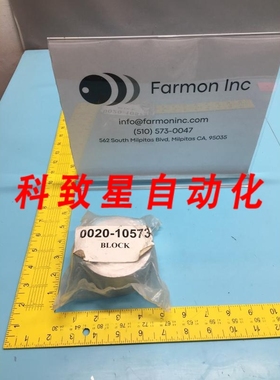 Farmon Inc
info@farmoninc.com
(510) 573-0047
562 South Milpitas Blvd, Milpitas CA, 95035
科致星自动化
0020-10573
BLOCK